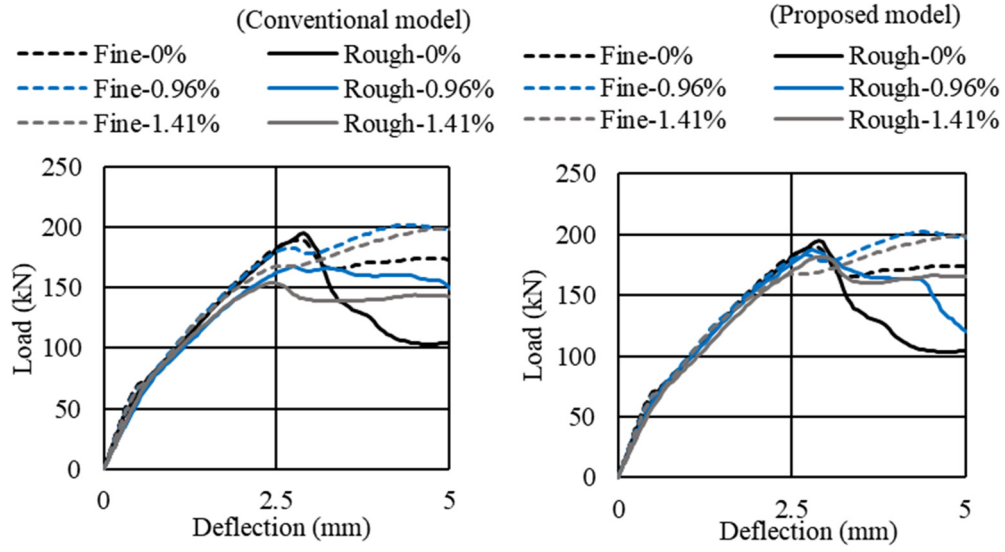 (Conventional model)
Fine-0% Rough-0%
Fine-0.96% Rough-0.96%
Fine-1.41% Rough-1.41%
250
200
150
100
50
0
Load (kN)
0 2.5 5
Deflection (mm)
(Proposed model)
Fine-0% Rough-0%
Fine-0.96% Rough-0.96%
Fine-1.41% Rough-1.41%
250
200
150
100
50
0
Load (kN)
0 2.5 5
Deflection (mm)